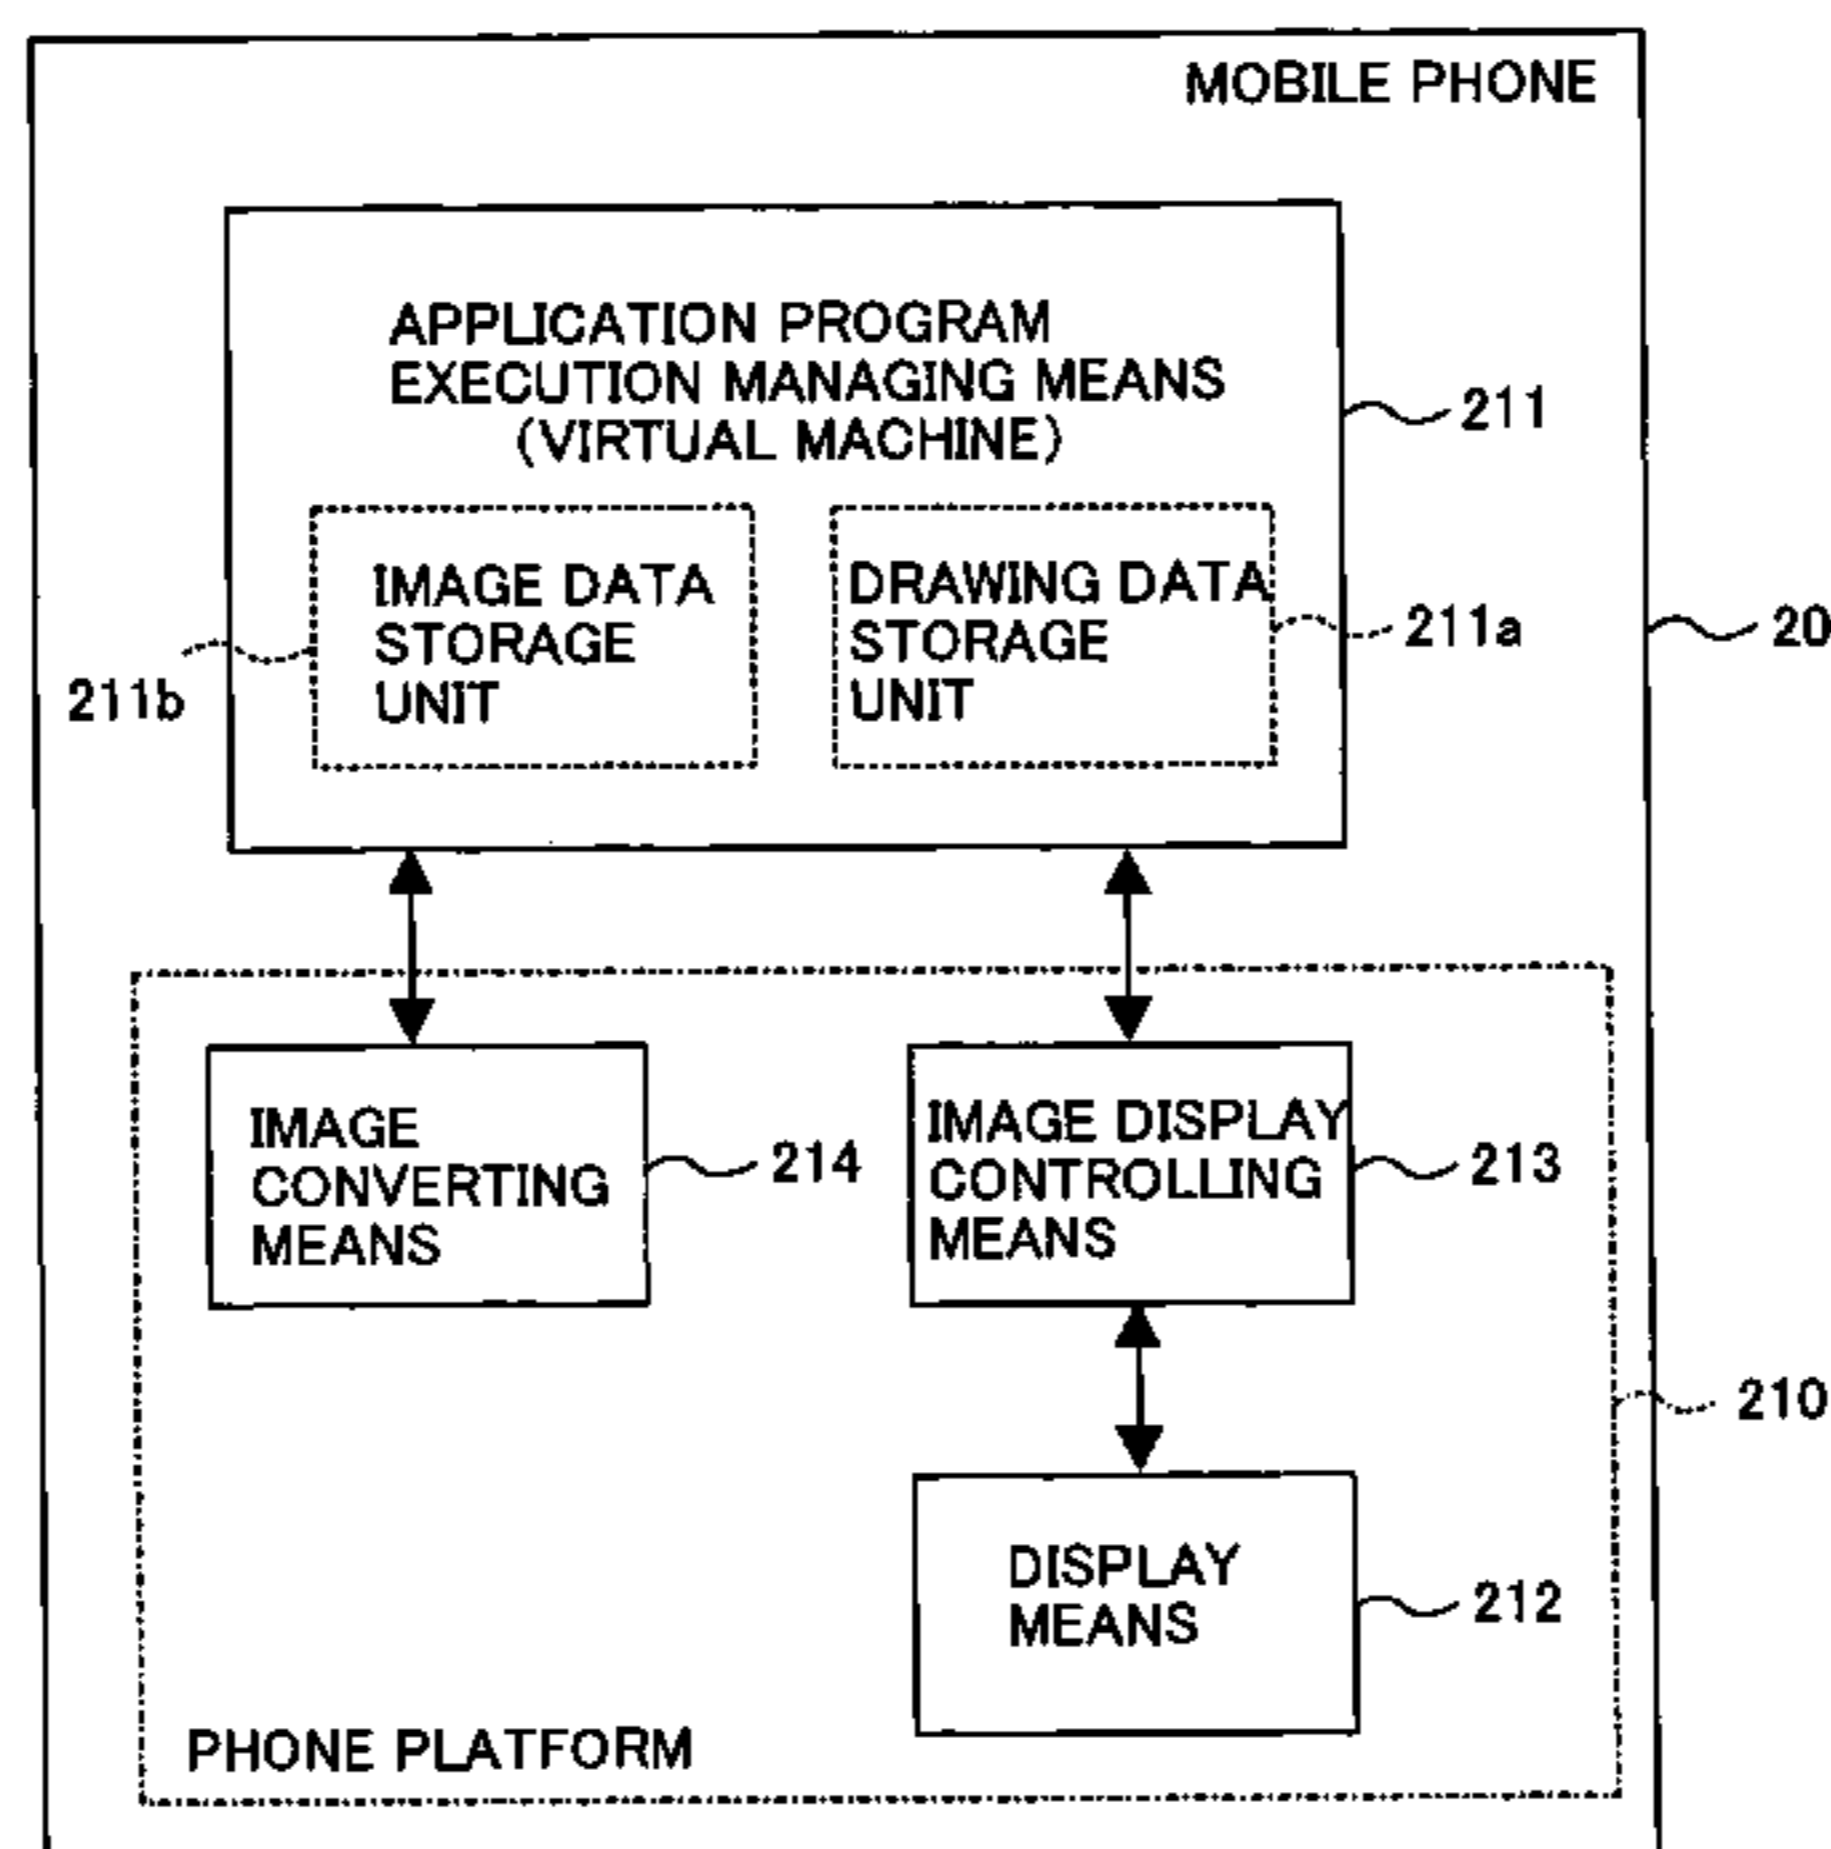 MOBILE PHONE
APPLICATION PROGRAM
EXECUTION MANAGING MEANS
(VIRTUAL MACHINE)
211
IMAGE DATA
STORAGE
UNIT
211b
DRAWING DATA
STORAGE
UNIT
211a
20
IMAGE
CONVERTING
MEANS
214
IMAGE DISPLAY
CONTROLLING
MEANS
213
210
DISPLAY
MEANS
212
PHONE PLATFORM